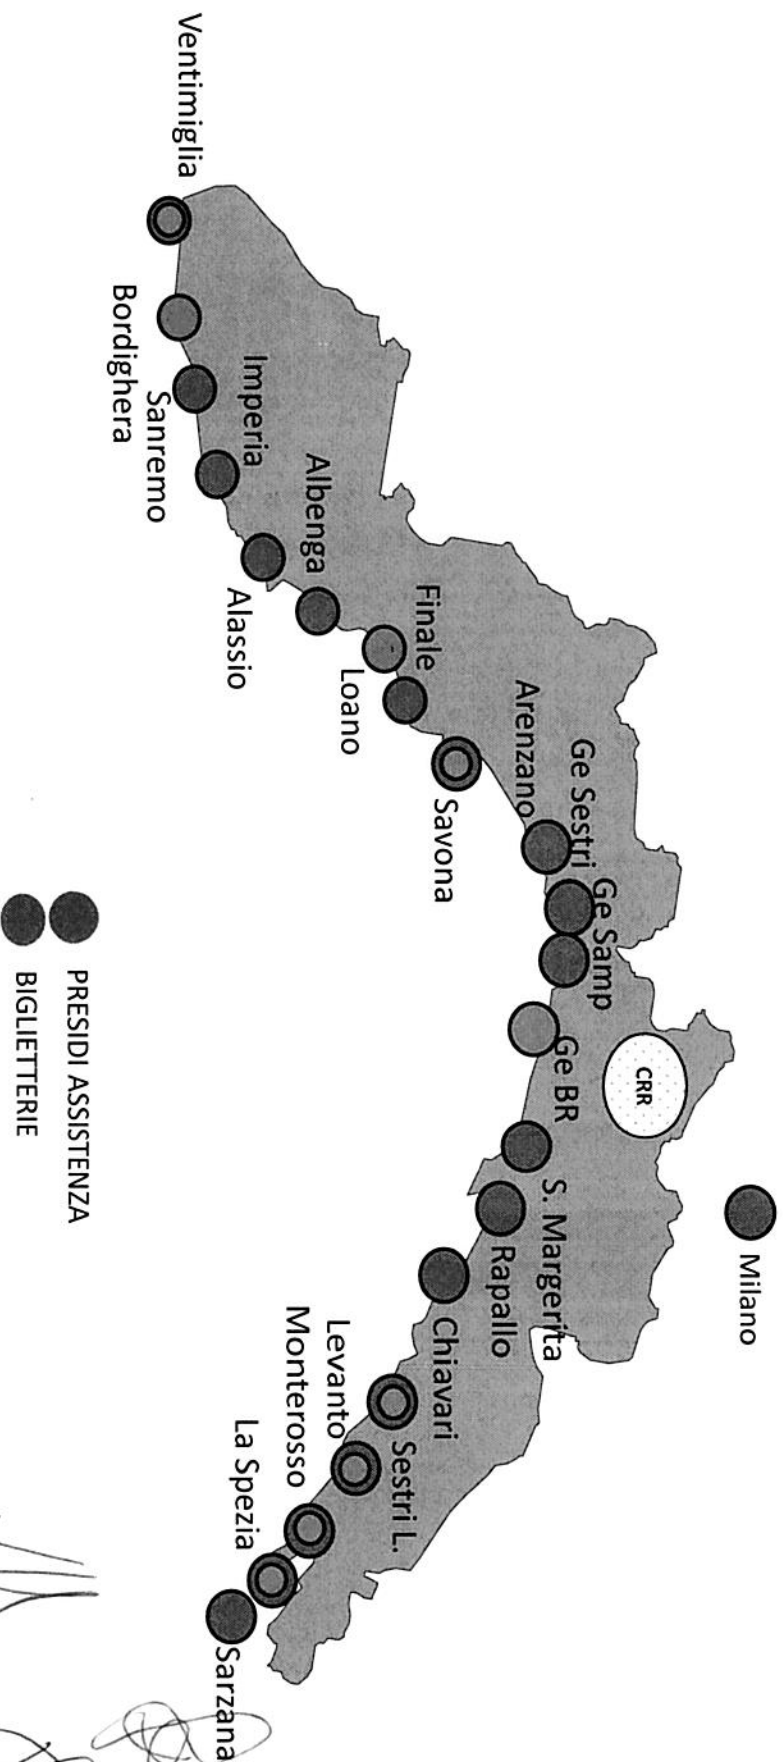 Milano
CRR
Ge Sestri
Ge Samp
Arenzano
Ge BR
S. Margerita
Rapallo
Finale
Savona
Chiavari
Loano
Sestri L.
Albenga
Levanto
Imperia
Alassio
Monterosso
La Spezia
Ventimiglia
Sanremo
Sarzana
Bordighera
PRESIDI ASSISTENZA
BIGLIETTERIE